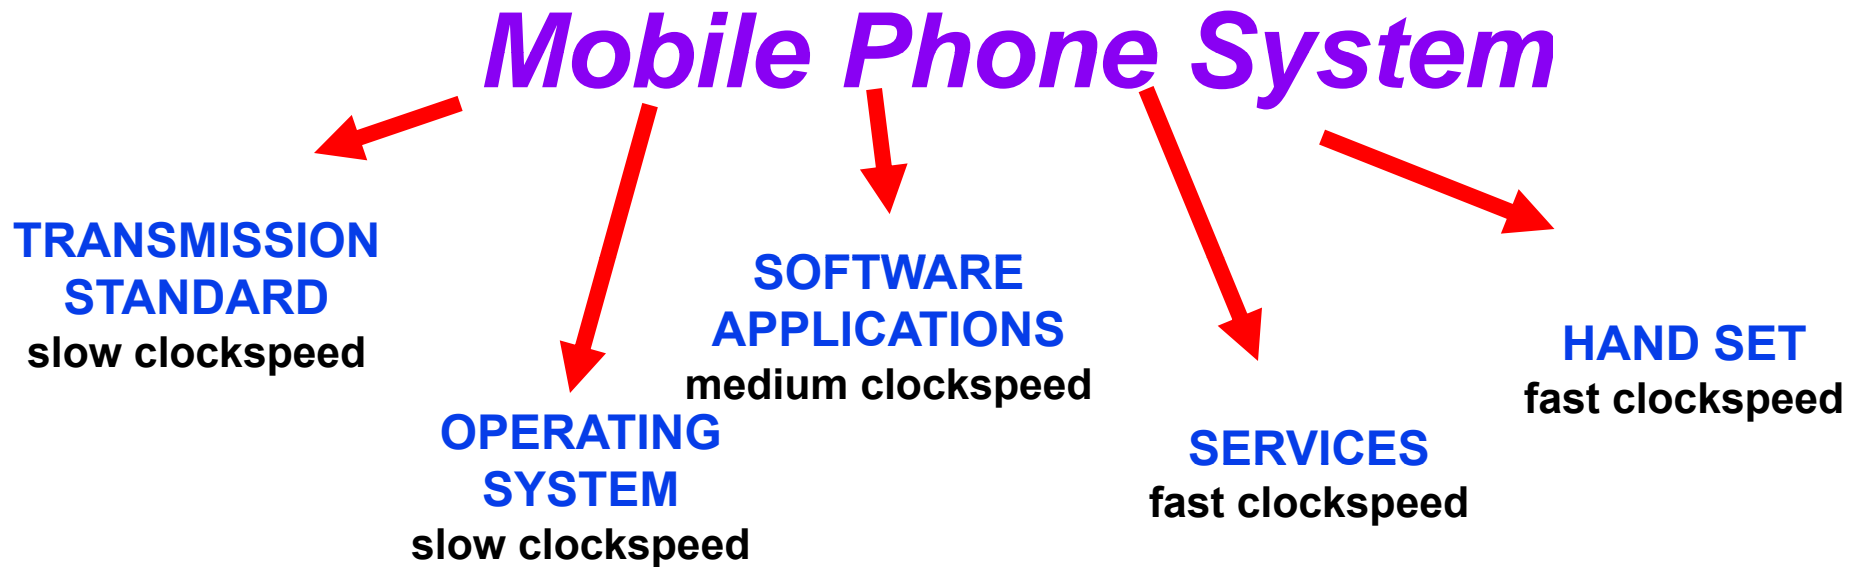 Mobile Phone System
TRANSMISSION
STANDARD
slow clockspeed
OPERATING
SYSTEM
slow clockspeed
SOFTWARE
APPLICATIONS
medium clockspeed
SERVICES
fast clockspeed
HAND SET
fast clockspeed